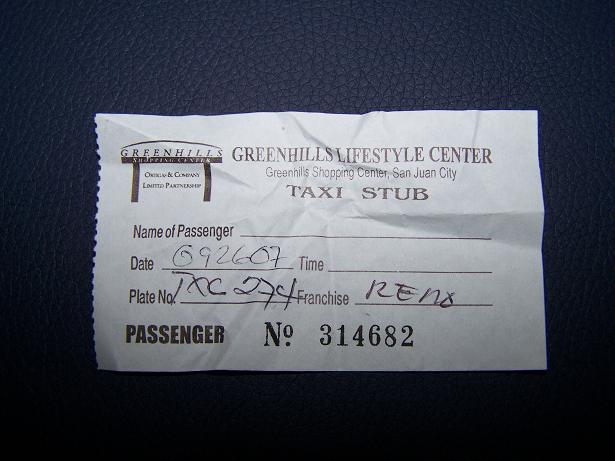 GREENHILLS
SHOPPING CENTER
ORTIGAS & COMPANY
LIMITED PARTNERSHIP
GREENHILLS LIFESTYLE CENTER
Greenhills Shopping Center, San Juan City
TAXI STUB
Name of Passenger
Date 092607 Time
Plate No. TXC 274 Franchise
PASSENGER Nº 314682